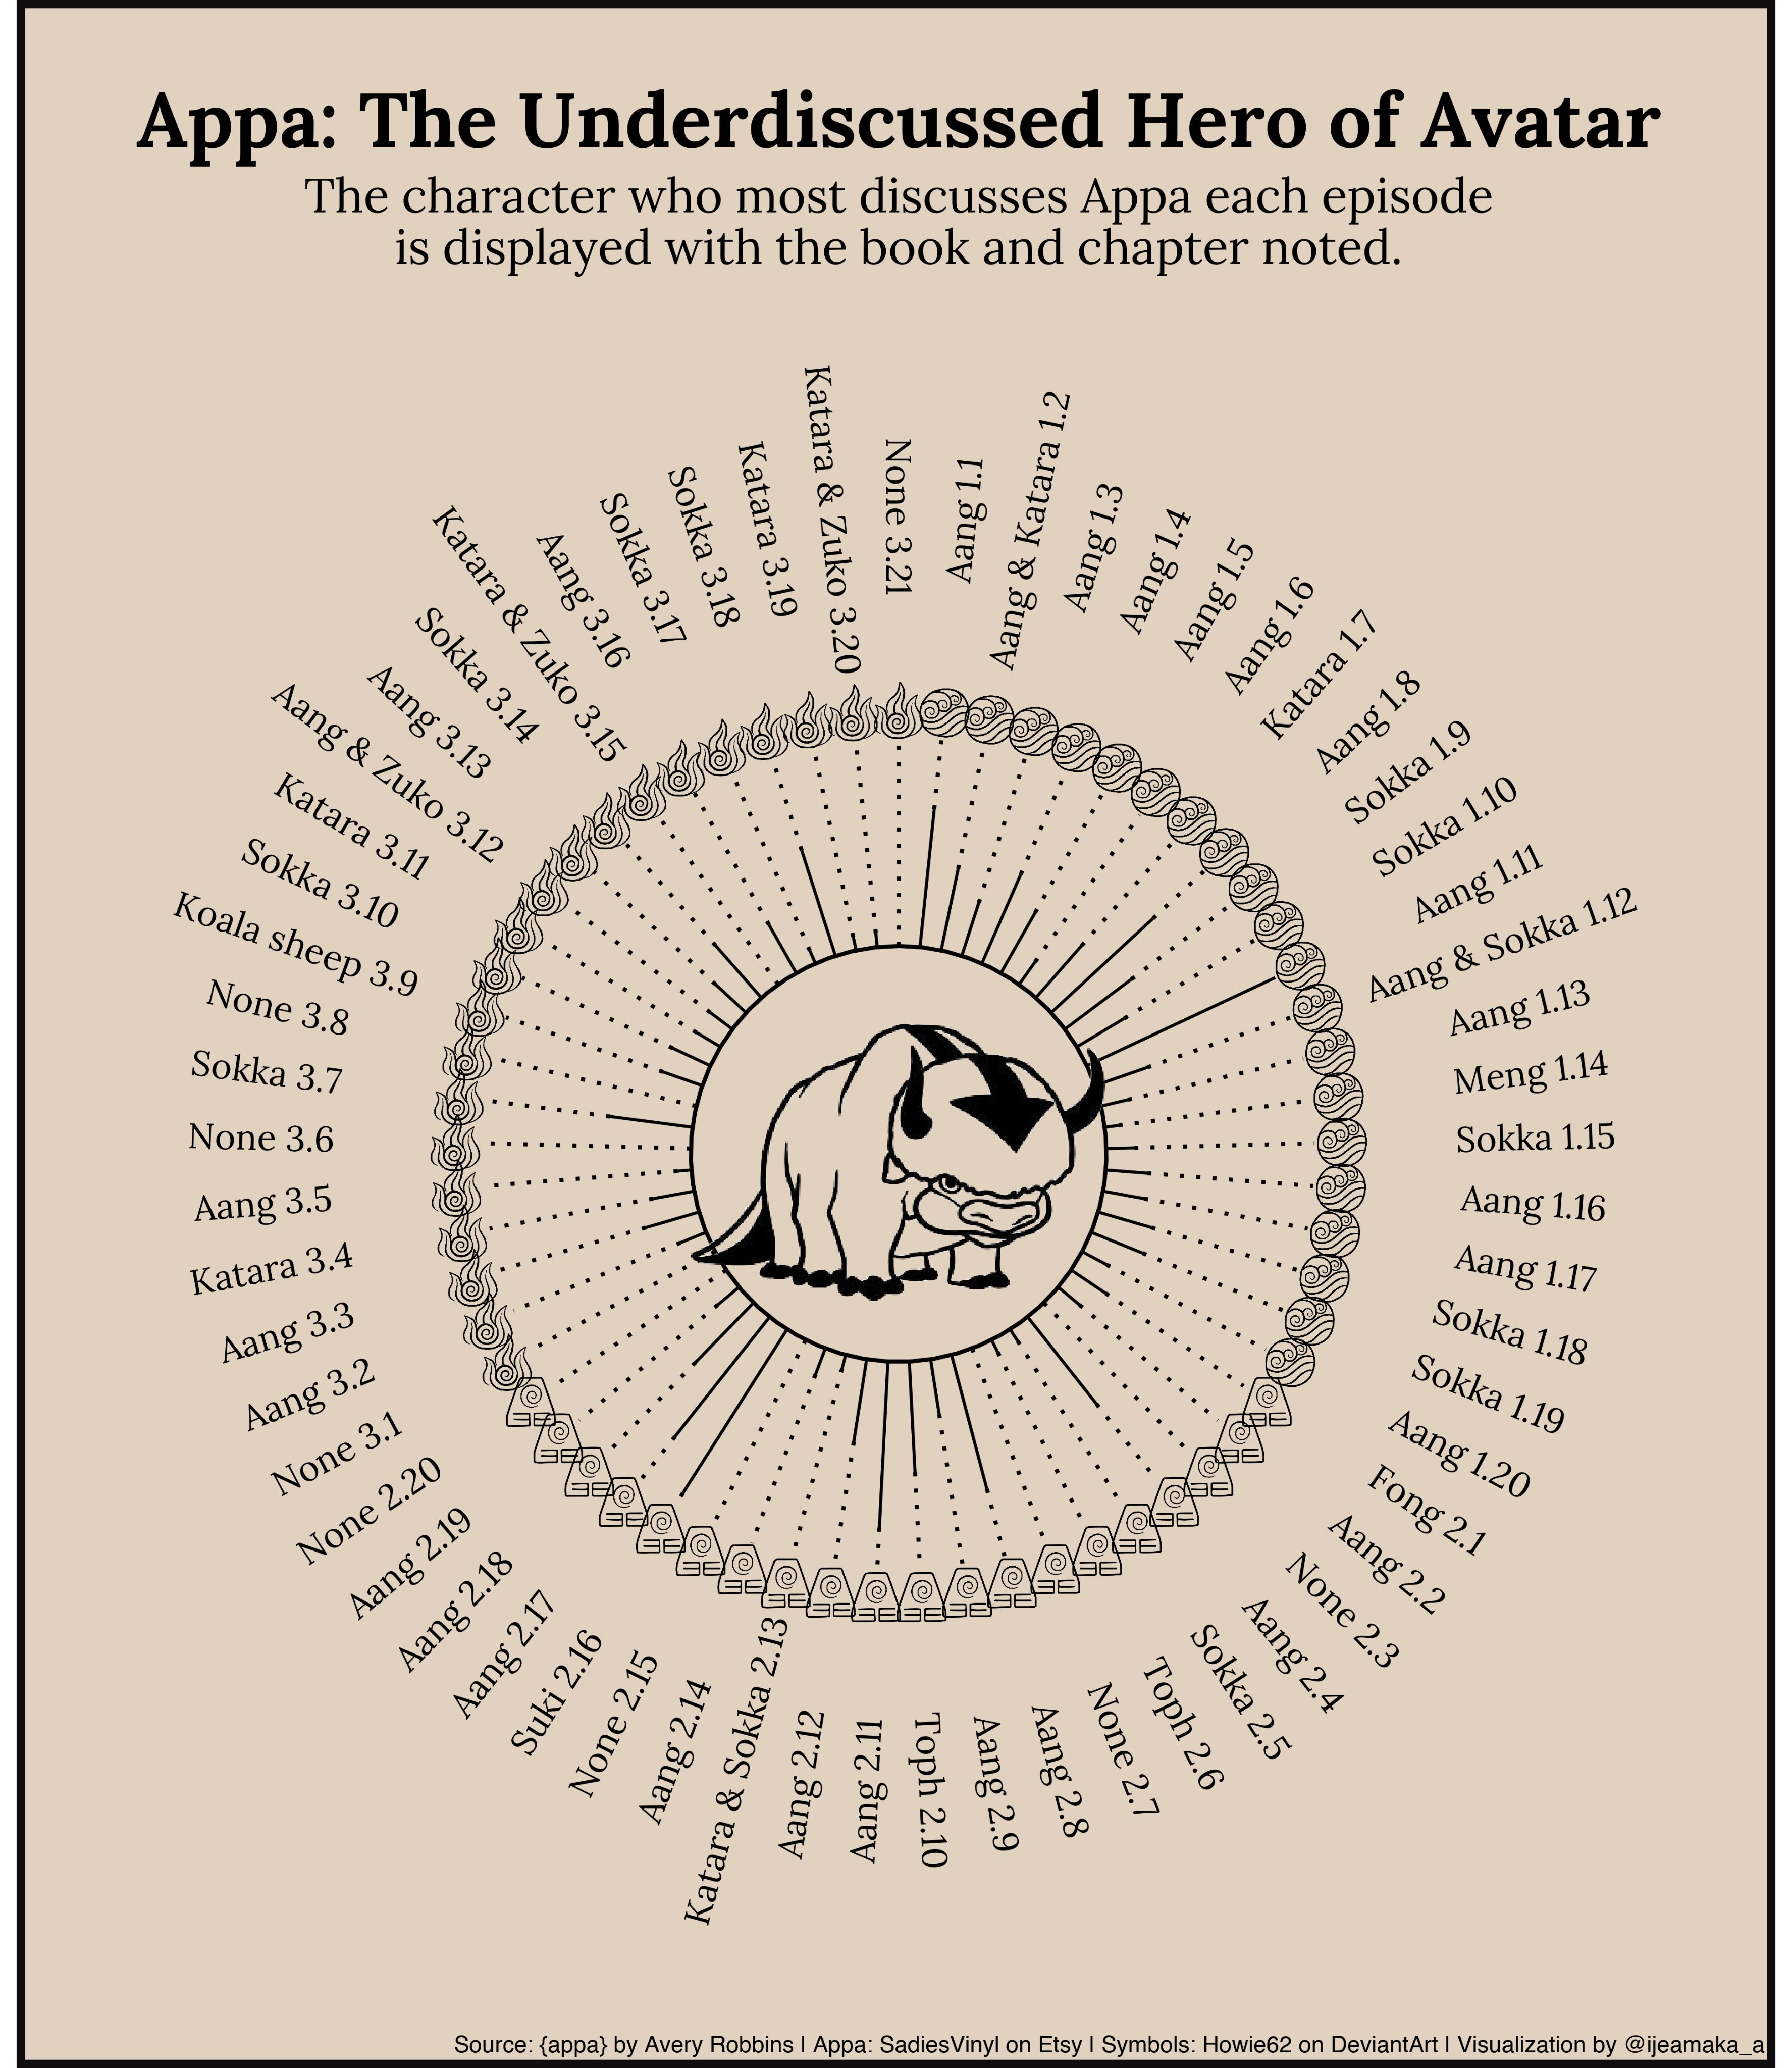 Appa: The Underdiscussed Hero of Avatar
The character who most discusses Appa each episode
is displayed with the book and chapter noted.
Aang 1.1
Aang & Katara 1.2
Aang 1.3
Aang 1.4
Aang 1.5
Aang 1.6
Katara 1.7
Aang 1.8
Sokka 1.9
Sokka 1.10
Aang 1.11
Aang & Sokka 1.12
Aang 1.13
Meng 1.14
Sokka 1.15
Aang 1.16
Aang 1.17
Sokka 1.18
Sokka 1.19
Aang 1.20
Fong 2.1
Aang 2.2
None 2.3
Aang 2.4
Sokka 2.5
Toph 2.6
None 2.7
Aang 2.8
Aang 2.9
Toph 2.10
Aang 2.11
Aang 2.12
Katara & Sokka 2.13
Aang 2.14
None 2.15
Suki 2.16
Aang 2.17
Aang 2.18
Aang 2.19
None 2.20
None 3.1
Aang 3.2
Aang 3.3
Katara 3.4
Aang 3.5
None 3.6
Sokka 3.7
None 3.8
Koala sheep 3.9
Sokka 3.10
Katara 3.11
Aang & Zuko 3.12
Aang 3.13
Sokka 3.14
Katara & Zuko 3.15
Aang 3.16
Sokka 3.17
Sokka 3.18
Katara 3.19
Katara & Zuko 3.20
None 3.21
Source: {appa} by Avery Robbins | Appa: SadiesVinyl on Etsy | Symbols: Howie62 on DeviantArt | Visualization by @ijeamaka_a